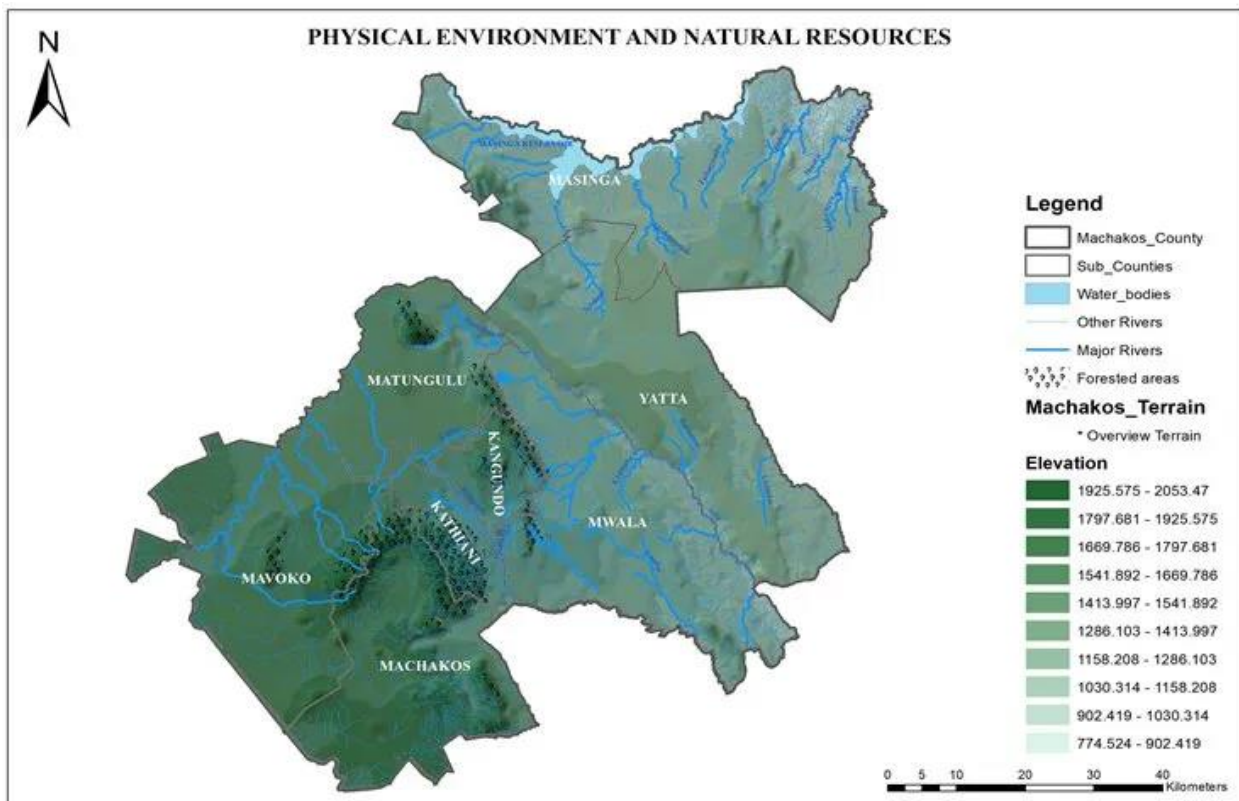 PHYSICAL ENVIRONMENT AND NATURAL RESOURCES
N
MASINGA RESERVOIR
MASINGA
MATUNGULU
YATTA
KANGUNDO
KATHIANI
MWALA
MAVOKO
MACHAKOS
Legend
Machakos_County
Sub_Counties
Water_bodies
Other Rivers
Major Rivers
Forested areas
Machakos_Terrain
* Overview Terrain
Elevation
1925.575 - 2053.47
1797.681 - 1925.575
1669.786 - 1797.681
1541.892 - 1669.786
1413.997 - 1541.892
1286.103 - 1413.997
1158.208 - 1286.103
1030.314 - 1158.208
902.419 - 1030.314
774.524 - 902.419
0 5 10 20 30 40
Kilometers